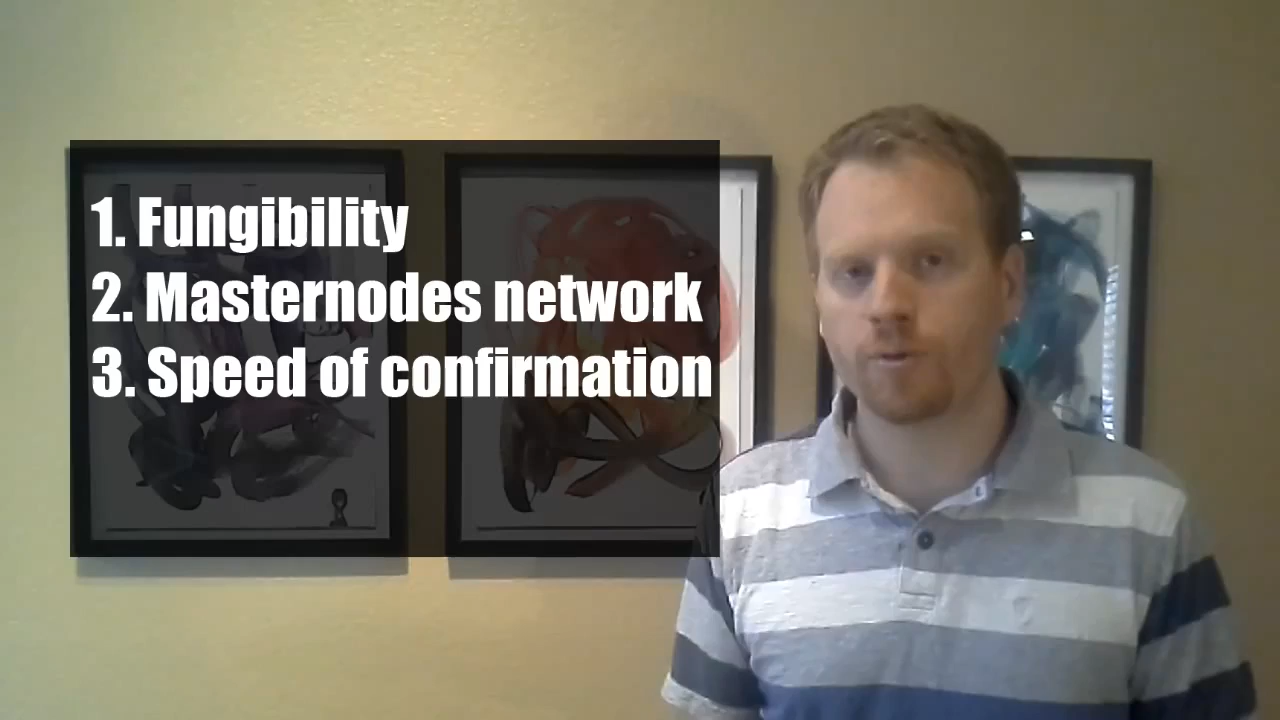 1. Fungibility
2. Masternodes network
3. Speed of confirmation